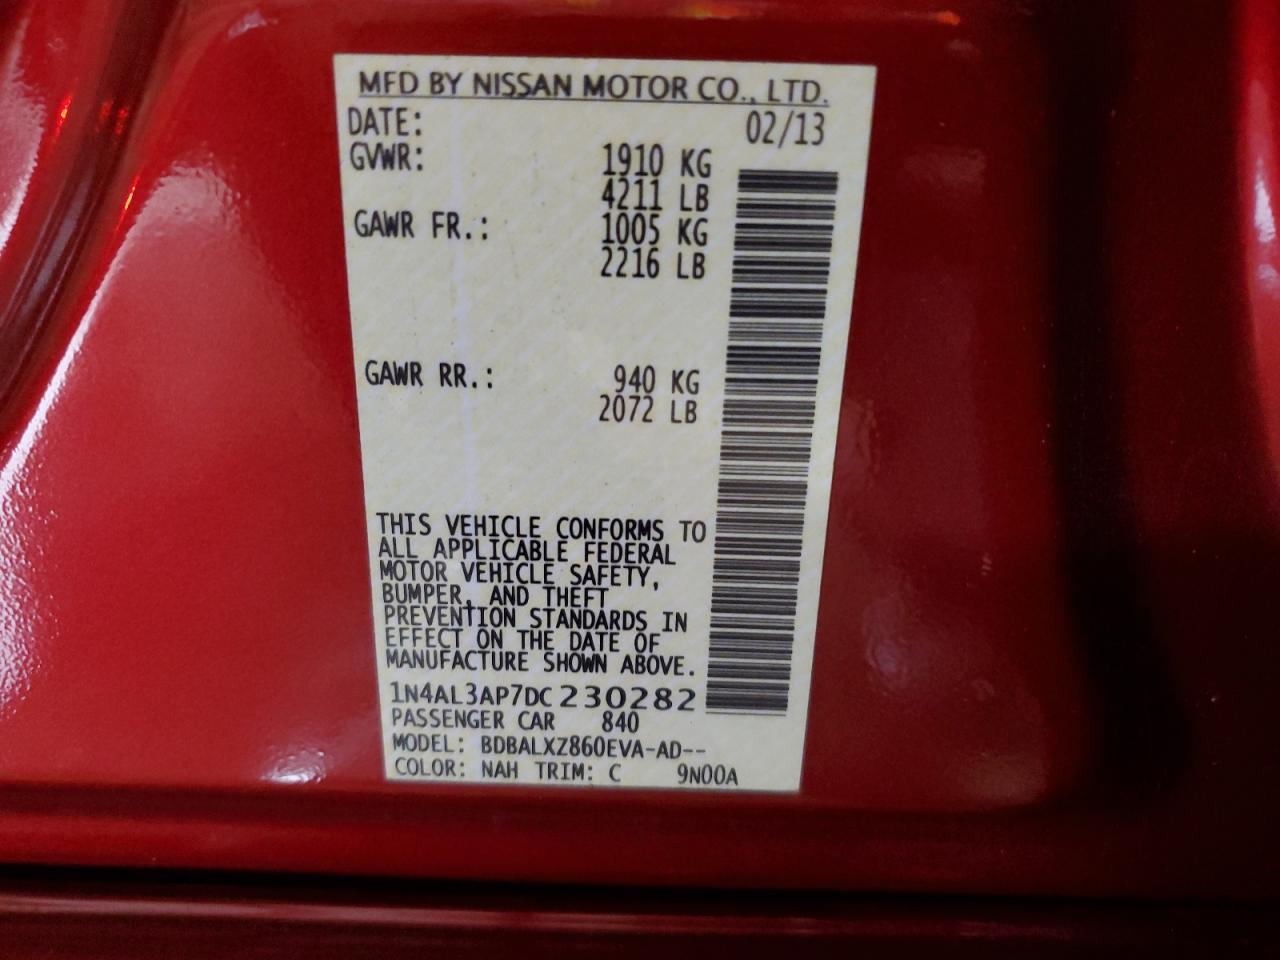 MFD BY NISSAN MOTOR CO., LTD.
DATE: 02/13
GVWR: 1910 KG
4211 LB
GAWR FR.: 1005 KG
2216 LB
GAWR RR.: 940 KG
2072 LB
THIS VEHICLE CONFORMS TO
ALL APPLICABLE FEDERAL
MOTOR VEHICLE SAFETY,
BUMPER, AND THEFT
PREVENTION STANDARDS IN
EFFECT ON THE DATE OF
MANUFACTURE SHOWN ABOVE.
1N4AL3AP7DC230282
PASSENGER CAR 840
MODEL: BDBALXZ860EVA-AD--
COLOR: NAH TRIM: C 9N00A